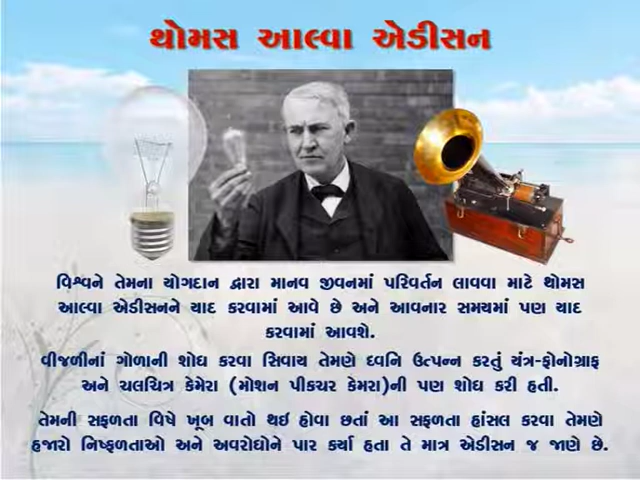 થોમસ આલ્વા એડીસન
વિશ્વને તેમના યોગદાન દ્વારા માનવ જીવનમાં પરિવર્તન લાવવા માટે થોમસ
આલ્વા એડીસનને યાદ કરવામાં આવે છે અને આવનાર સમયમાં પણ યાદ
કરવામાં આવશે.
વીજળીનાં ગોળાની શોધ કરવા સિવાય તેમણે ધ્વનિ ઉત્પન્ન કરતું યંત્ર-ફોનોગ્રાફ
અને ચલચિત્ર કેમેરા (મોશન પીકચર કેમરા)ની પણ શોધ કરી હતી.
તેમની સફળતા વિષે ખૂબ વાતો થઇ હોવા છતાં આ સફળતા હાંસલ કરવા તેમણે
હજારો નિષ્ફળતાઓ અને અવરોધોને પાર કર્યા હતા તે માત્ર એડીસન જ જાણે છે.